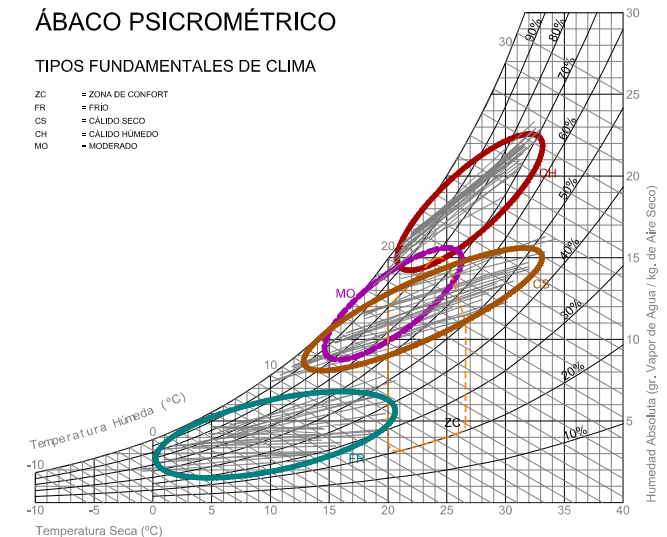 ÁBACO PSICROMÉTRICO
TIPOS FUNDAMENTALES DE CLIMA
ZC = ZONA DE CONFORT
FR = FRÍO
CS = CÁLIDO SECO
CH = CÁLIDO HÚMEDO
MO = MODERADO
30
90%
80%
70%
60%
50%
40%
30%
20%
10%
30
25
20
15
10
5
Humedad Absoluta (gr. Vapor de Agua / kg. de Aire Seco)
CH
20
MO
CS
10
ZC
Temperatura Húmeda (ºC)
0
-10
FR
-10 -5 0 5 10 15 20 25 30 35 40
Temperatura Seca (ºC)